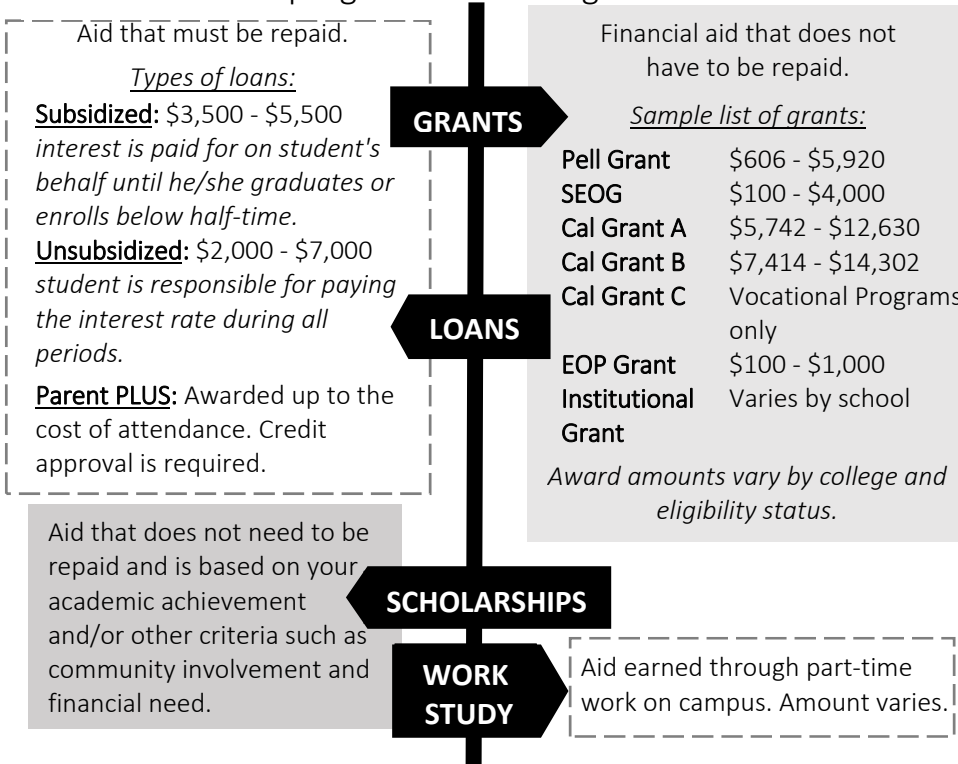 Aid that must be repaid.
Types of loans:
Subsidized: $3,500 - $5,500
interest is paid for on student's
behalf until he/she graduates or
enrolls below half-time.
Unsubsidized: $2,000 - $7,000
student is responsible for paying
the interest rate during all
periods.
Parent PLUS: Awarded up to the
cost of attendance. Credit
approval is required.
GRANTS
Financial aid that does not
have to be repaid.
Sample list of grants:
Pell Grant $606 - $5,920
SEOG $100 - $4,000
Cal Grant A $5,742 - $12,630
Cal Grant B $7,414 - $14,302
Cal Grant C Vocational Programs
only
EOP Grant $100 - $1,000
Institutional Varies by school
Grant
Award amounts vary by college and
eligibility status.
LOANS
Aid that does not need to be
repaid and is based on your
academic achievement
and/or other criteria such as
community involvement and
financial need.
SCHOLARSHIPS
WORK
STUDY
Aid earned through part-time
work on campus. Amount varies.